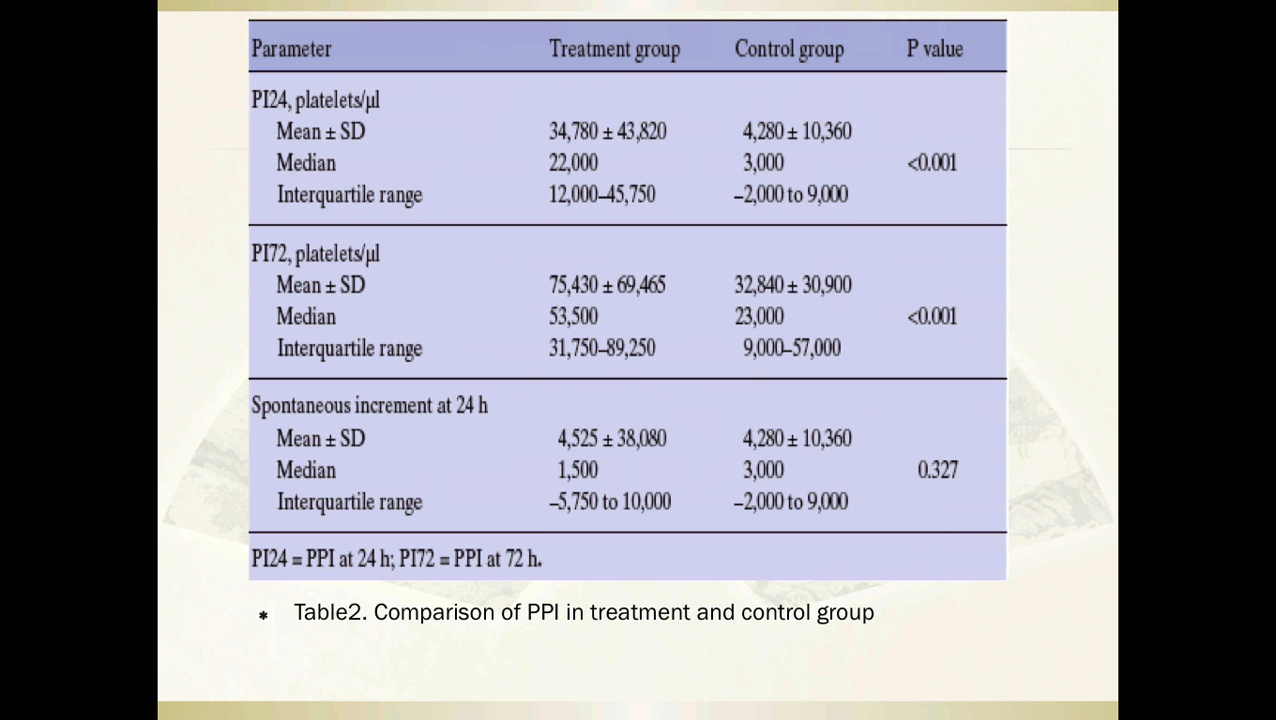 Parameter Treatment group Control group P value
PI24, platelets/µl
Mean ± SD 34,780 ± 43,820 4,280 ± 10,360
Median 22,000 3,000 <0.001
Interquartile range 12,000–45,750 –2,000 to 9,000
PI72, platelets/µl
Mean ± SD 75,430 ± 69,465 32,840 ± 30,900
Median 53,500 23,000 <0.001
Interquartile range 31,750–89,250 9,000–57,000
Spontaneous increment at 24 h
Mean ± SD 4,525 ± 38,080 4,280 ± 10,360
Median 1,500 3,000 0.327
Interquartile range –5,750 to 10,000 –2,000 to 9,000
PI24 = PPI at 24 h; PI72 = PPI at 72 h.
* Table2. Comparison of PPI in treatment and control group